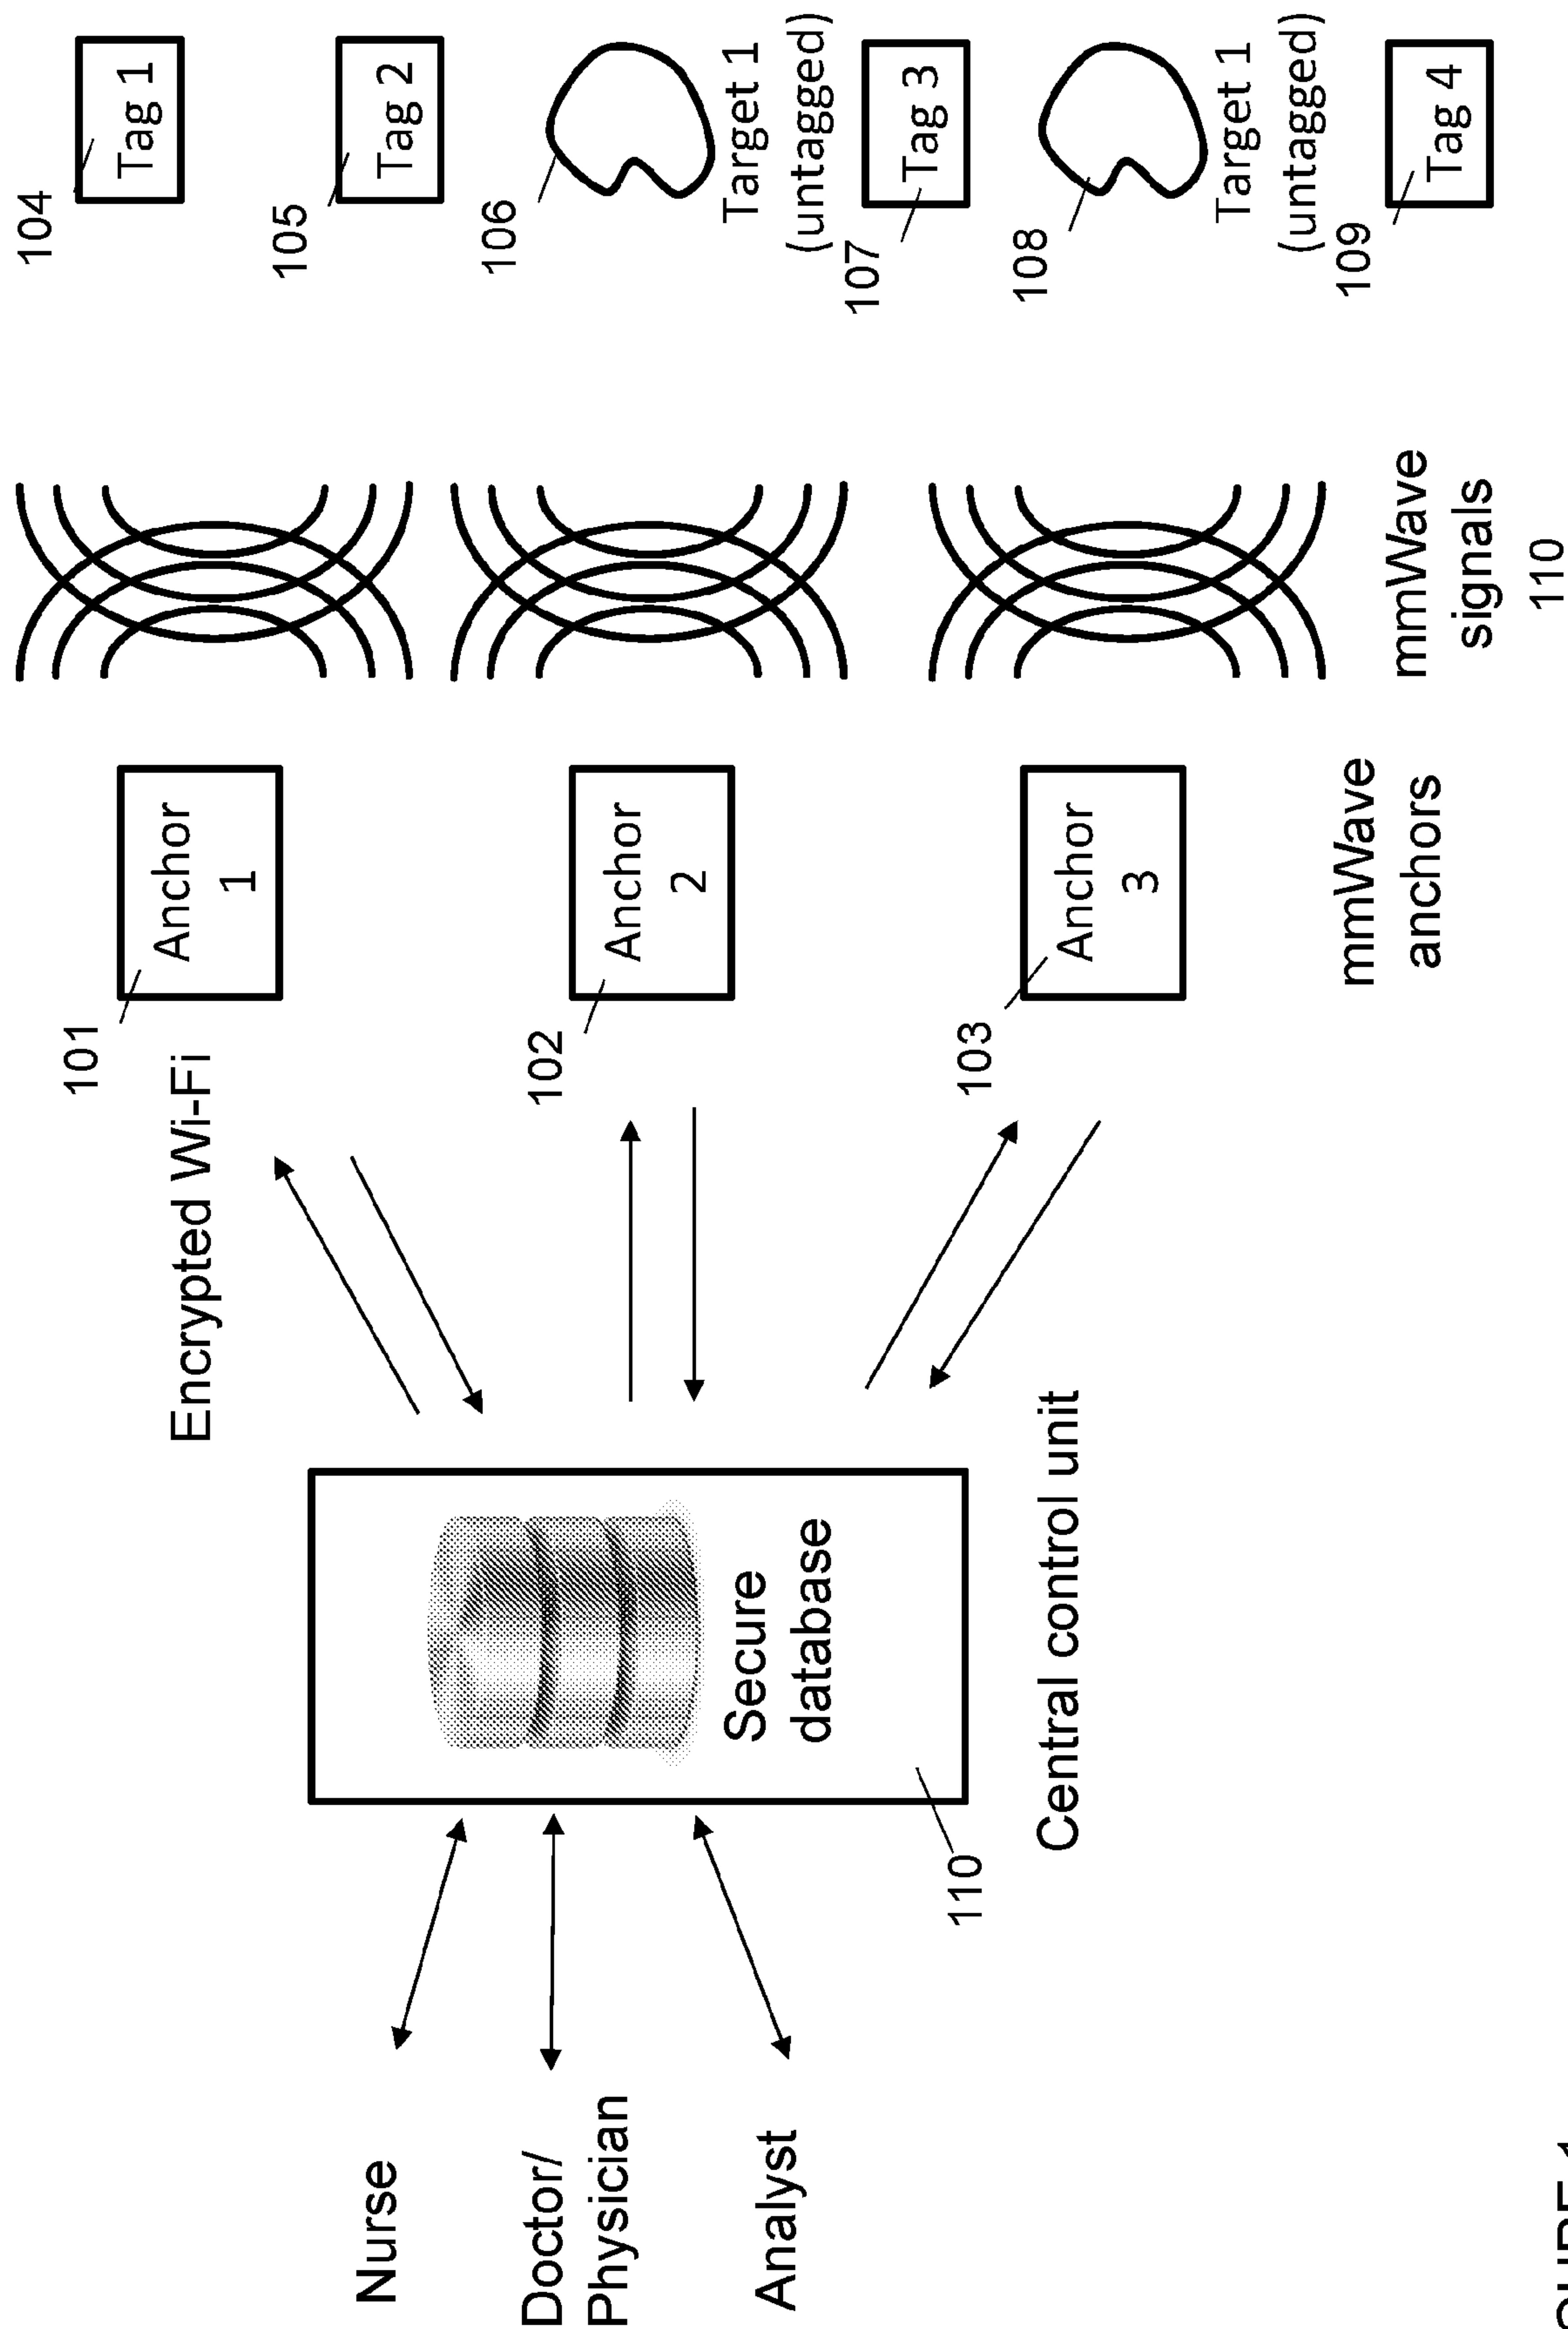 Nurse
Doctor/
Physician
Analyst
Secure
database
110
Central control unit
Encrypted Wi-Fi
101
Anchor
1
102
Anchor
2
103
Anchor
3
mmWave
anchors
mmWave
signals
110
104
Tag 1
105
Tag 2
106
Target 1
(untagged)
107
Tag 3
108
Target 1
(untagged)
109
Tag 4